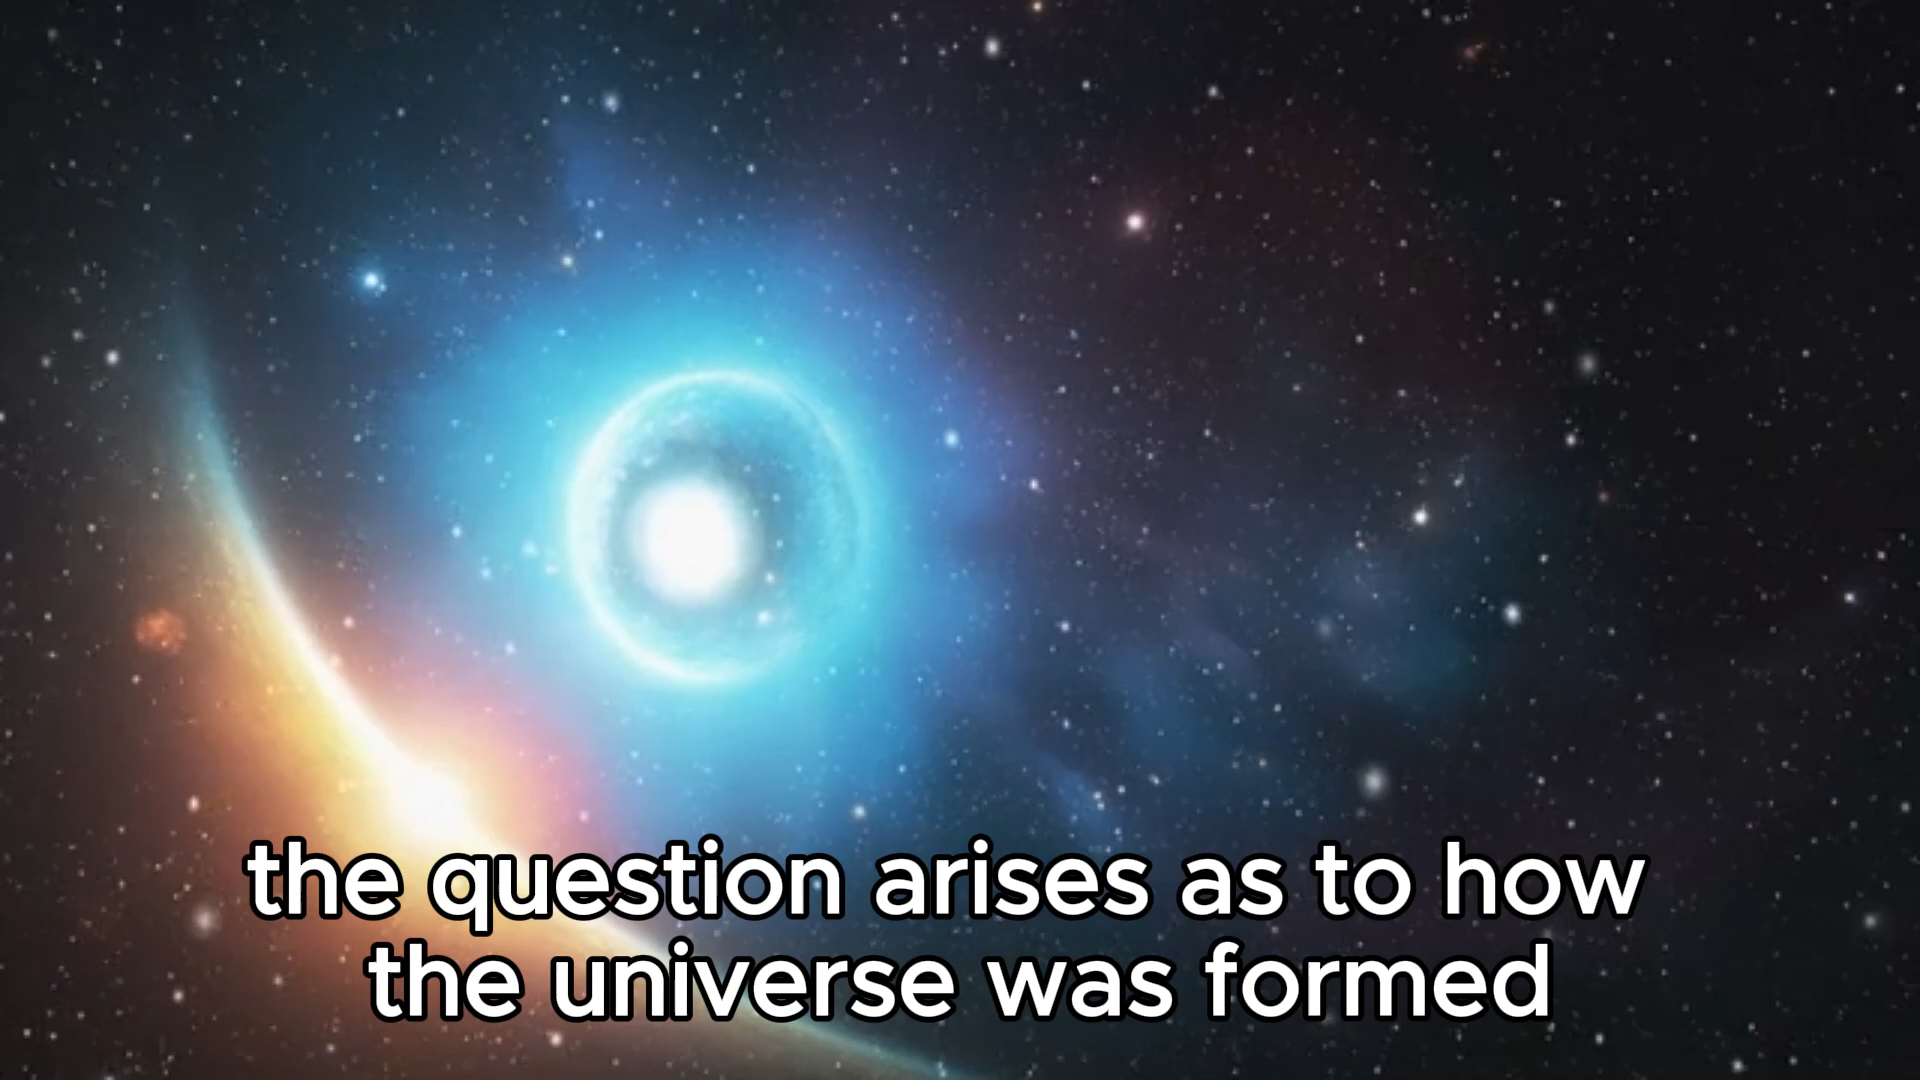 the question arises as to how
the universe was formed